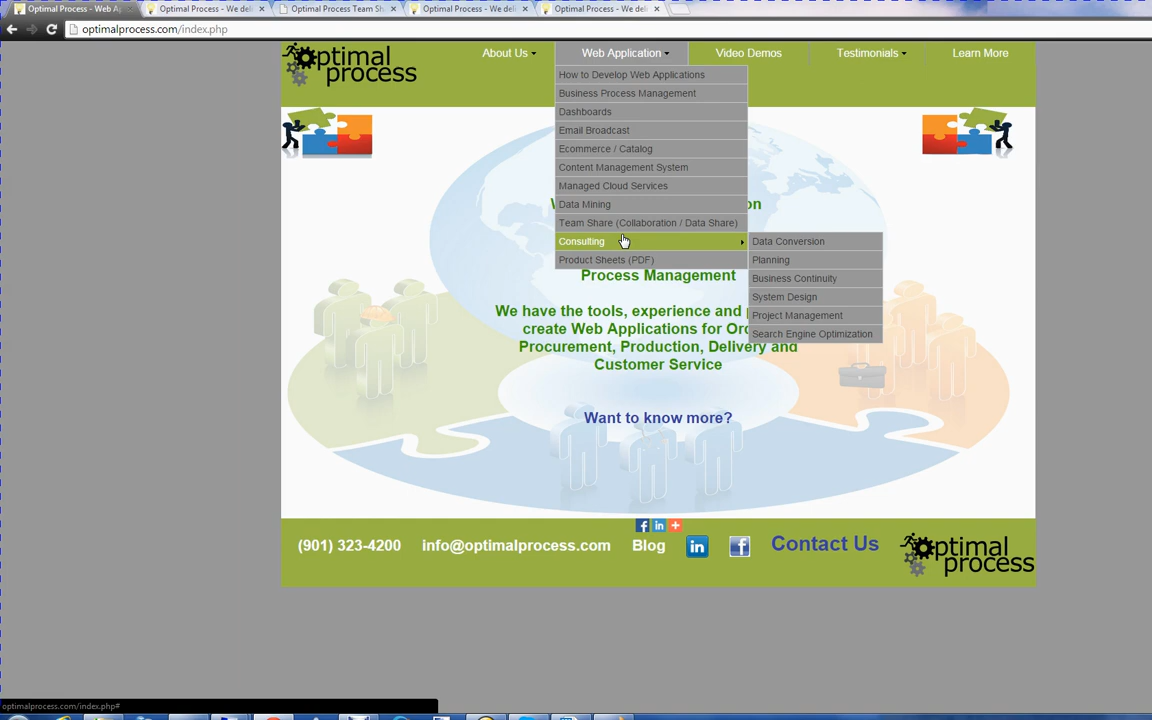 Optimal Process - Web Ap
Optimal Process - We deli
Optimal Process Team Sh
Optimal Process - We deli
Optimal Process - We deli
optimalprocess.com/index.php
Optimal
process
About Us
Web Application
Video Demos
Testimonials
Learn More
How to Develop Web Applications
Business Process Management
Dashboards
Email Broadcast
Ecommerce / Catalog
Content Management System
Managed Cloud Services
Data Mining
Team Share (Collaboration / Data Share)
Consulting
Product Sheets (PDF)
Data Conversion
Planning
Business Continuity
System Design
Project Management
Search Engine Optimization
Process Management
We have the tools, experience and
create Web Applications for
Procurement, Production, Delivery and
Customer Service
Want to know more?
(901) 323-4200
info@optimalprocess.com
Blog
Contact Us
Optimal
process
optimalprocess.com/index.php#